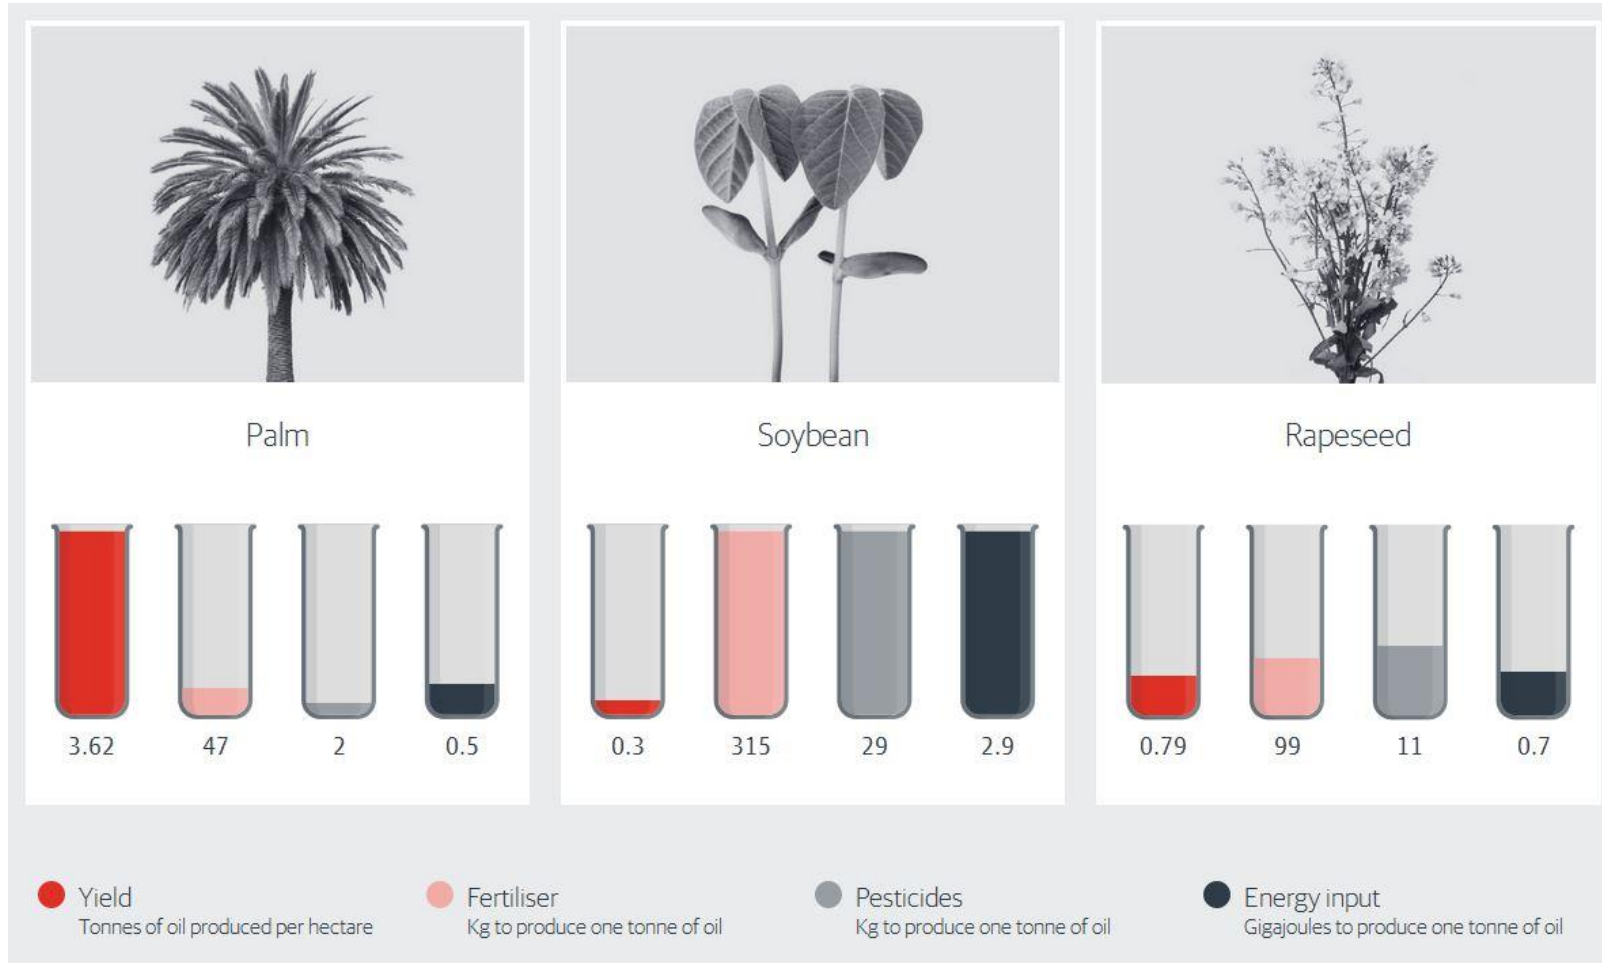 Palm
3.62 47 2 0.5
Soybean
0.3 315 29 2.9
Rapeseed
0.79 99 11 0.7
Yield
Tonnes of oil produced per hectare
Fertiliser
Kg to produce one tonne of oil
Pesticides
Kg to produce one tonne of oil
Energy input
Gigajoules to produce one tonne of oil